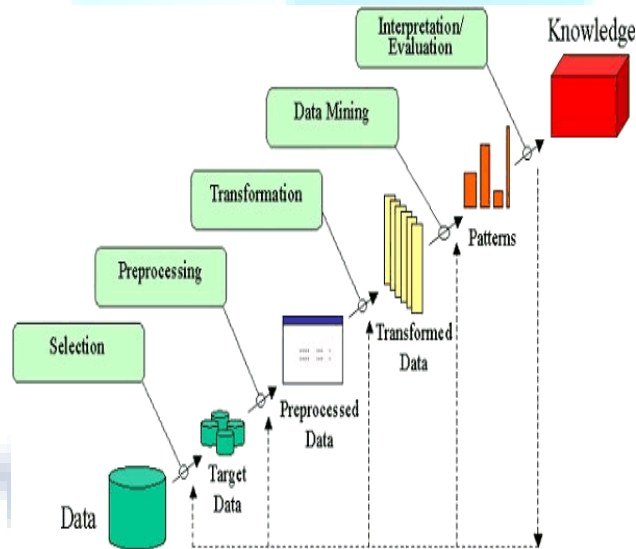 Interpretation/
Evaluation
Knowledge
Data Mining
Transformation
Patterns
Preprocessing
Transformed
Data
Selection
Preprocessed
Data
Target
Data
Data